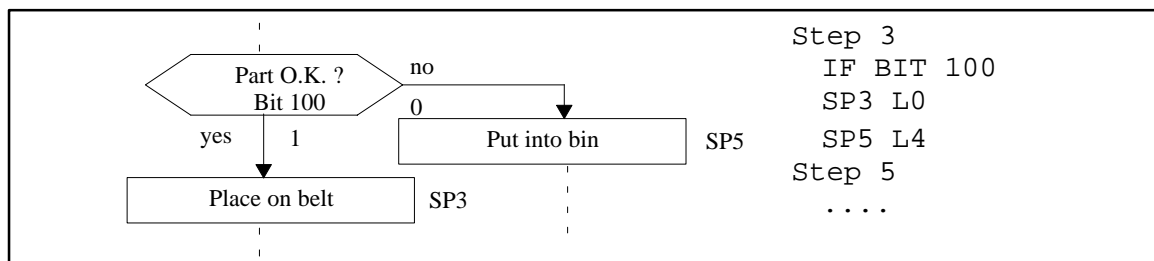 Part O.K. ?
Bit 100
no
0
yes 1
Put into bin
SP5
Place on belt
SP3
Step 3
IF BIT 100
SP3 L0
SP5 L4
Step 5
....